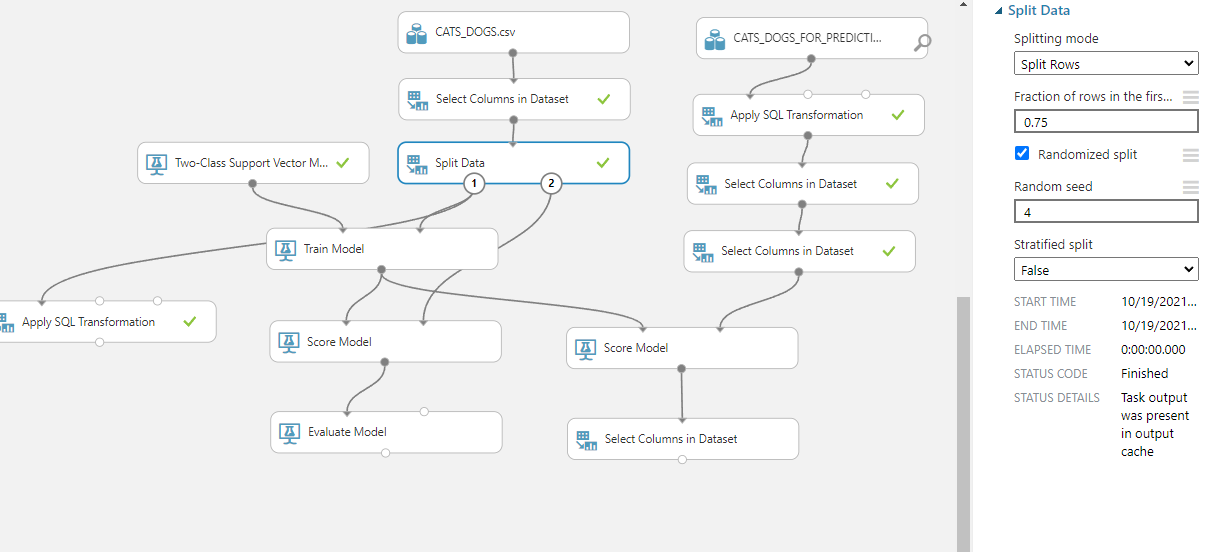 CATS_DOGS.csv
Select Columns in Dataset
Split Data
1
2
Two-Class Support Vector M...
Train Model
Apply SQL Transformation
Score Model
Evaluate Model
CATS_DOGS_FOR_PREDICTI...
Apply SQL Transformation
Select Columns in Dataset
Select Columns in Dataset
Score Model
Select Columns in Dataset
Split Data
Splitting mode
Split Rows
Fraction of rows in the firs...
0.75
Randomized split
Random seed
4
Stratified split
False
START TIME 10/19/2021...
END TIME 10/19/2021...
ELAPSED TIME 0:00:00.000
STATUS CODE Finished
STATUS DETAILS Task output
was present
in output
cache